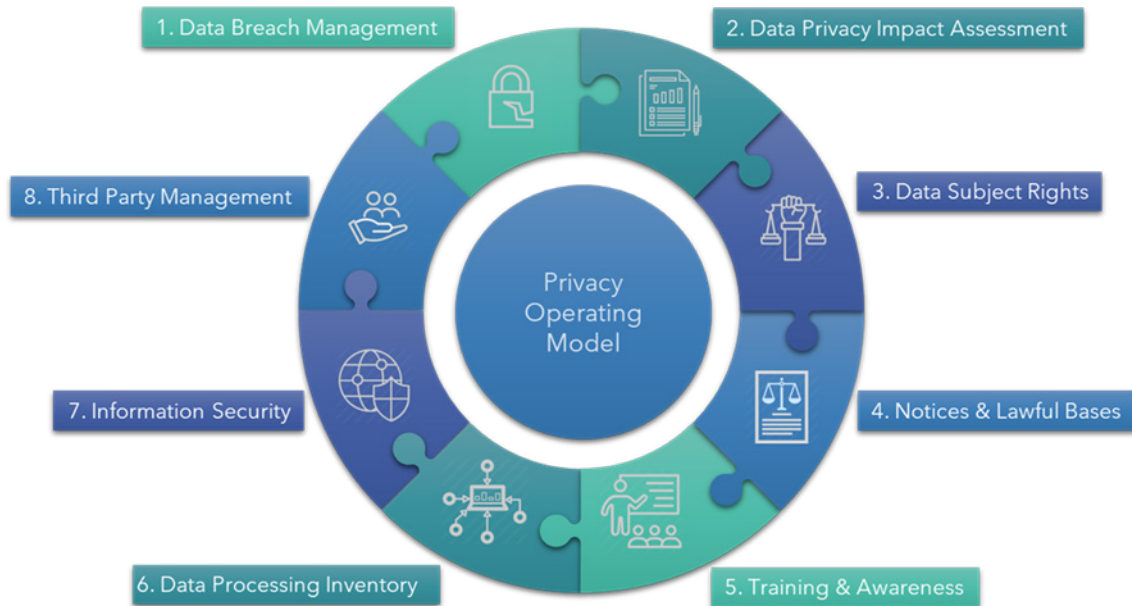 1. Data Breach Management
2. Data Privacy Impact Assessment
3. Data Subject Rights
4. Notices & Lawful Bases
5. Training & Awareness
6. Data Processing Inventory
7. Information Security
8. Third Party Management
Privacy
Operating
Model